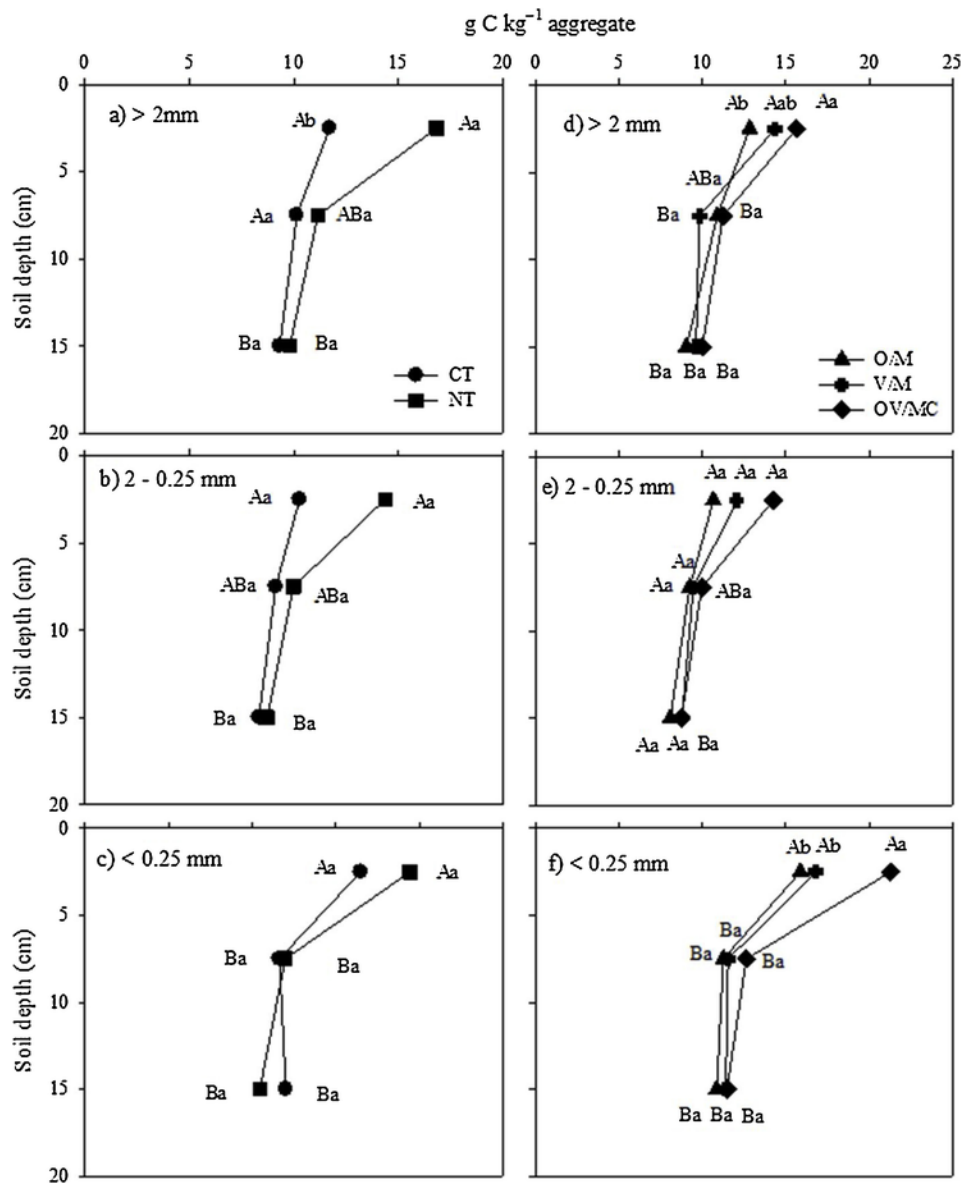 g C kg⁻¹ aggregate
0 5 10 15 20 0 5 10 15 20 25
0
5
10
15
20
Soil depth (cm)
a) > 2mm
Ab Aa
Aa ABa
Ba Ba
CT
NT
d) > 2 mm
Ab Aab Aa
ABa
Ba Ba
Ba Ba Ba
O/M
V/M
OV/MC
0
5
10
15
20
Soil depth (cm)
b) 2 - 0.25 mm
Aa Aa
ABa ABa
Ba Ba
e) 2 - 0.25 mm
Aa Aa Aa
Aa
Aa ABa
Aa Aa Ba
0
5
10
15
20
Soil depth (cm)
c) < 0.25 mm
Aa Aa
Ba Ba
Ba Ba
f) < 0.25 mm
Ab Ab Aa
Ba
Ba Ba
Ba Ba Ba